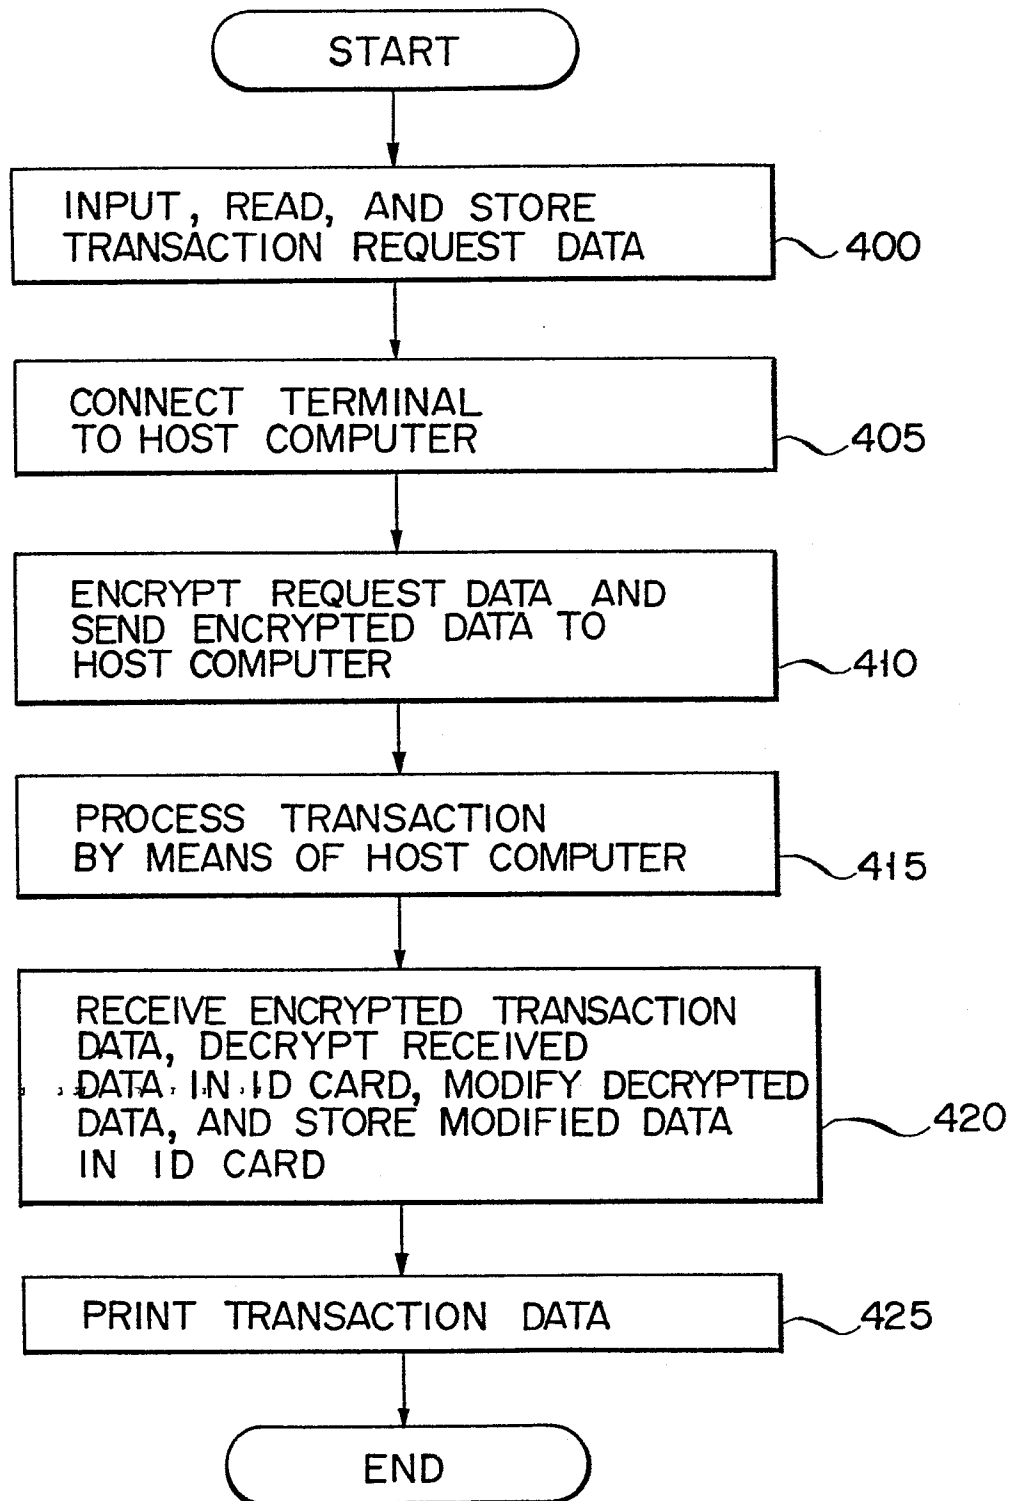 START
INPUT, READ, AND STORE
TRANSACTION REQUEST DATA
400
CONNECT TERMINAL
TO HOST COMPUTER
405
ENCRYPT REQUEST DATA AND
SEND ENCRYPTED DATA TO
HOST COMPUTER
410
PROCESS TRANSACTION
BY MEANS OF HOST COMPUTER
415
RECEIVE ENCRYPTED TRANSACTION
DATA, DECRYPT RECEIVED
DATA IN ID CARD, MODIFY DECRYPTED
DATA, AND STORE MODIFIED DATA
IN ID CARD
420
PRINT TRANSACTION DATA
425
END